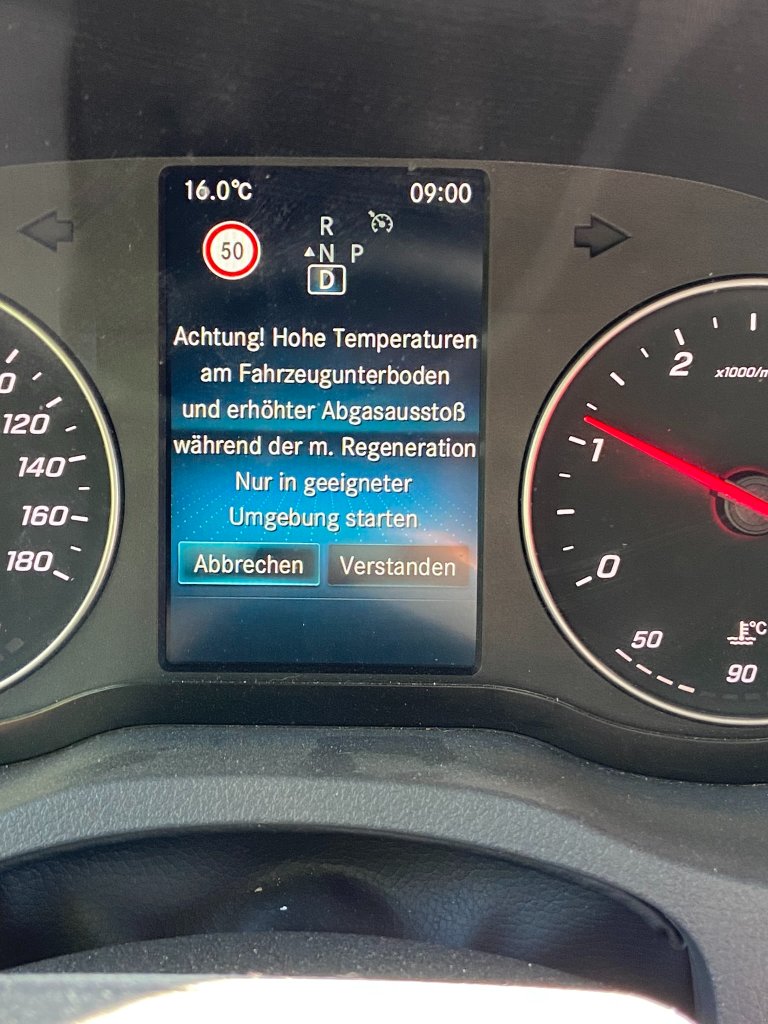 16.0°C 09:00
50
R
N P
D
Achtung! Hohe Temperaturen
am Fahrzeugunterboden
und erhöhter Abgasausstoß
während der m. Regeneration
Nur in geeigneter
Umgebung starten
Abbrechen Verstanden
0
120
140
160
180
2 x1000/m
1
0
50 °C
90